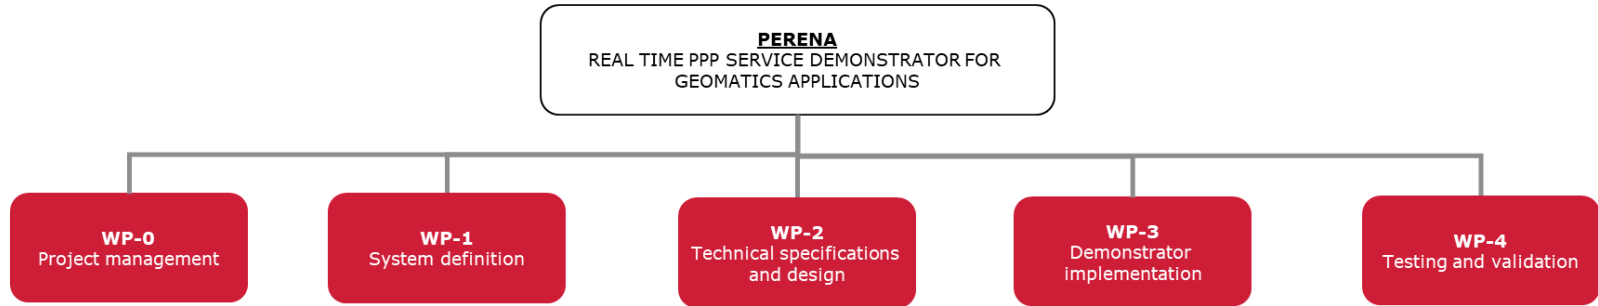 PERENA
REAL TIME PPP SERVICE DEMONSTRATOR FOR
GEOMATICS APPLICATIONS
WP-0
Project management
WP-1
System definition
WP-2
Technical specifications
and design
WP-3
Demonstrator
implementation
WP-4
Testing and validation